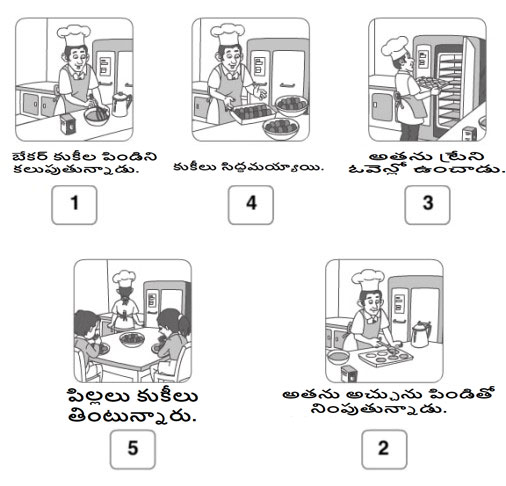 బేకర్ కుకీల పిండిని
కలుపుతున్నాడు.
1
కుకీలు సిద్ధమయ్యాయి.
4
అతను ట్రేని
ఓవెన్లో ఉంచాడు.
3
పిల్లలు కుకీలు
తింటున్నారు.
5
అతను అచ్చును పిండితో
నింపుతున్నాడు.
2